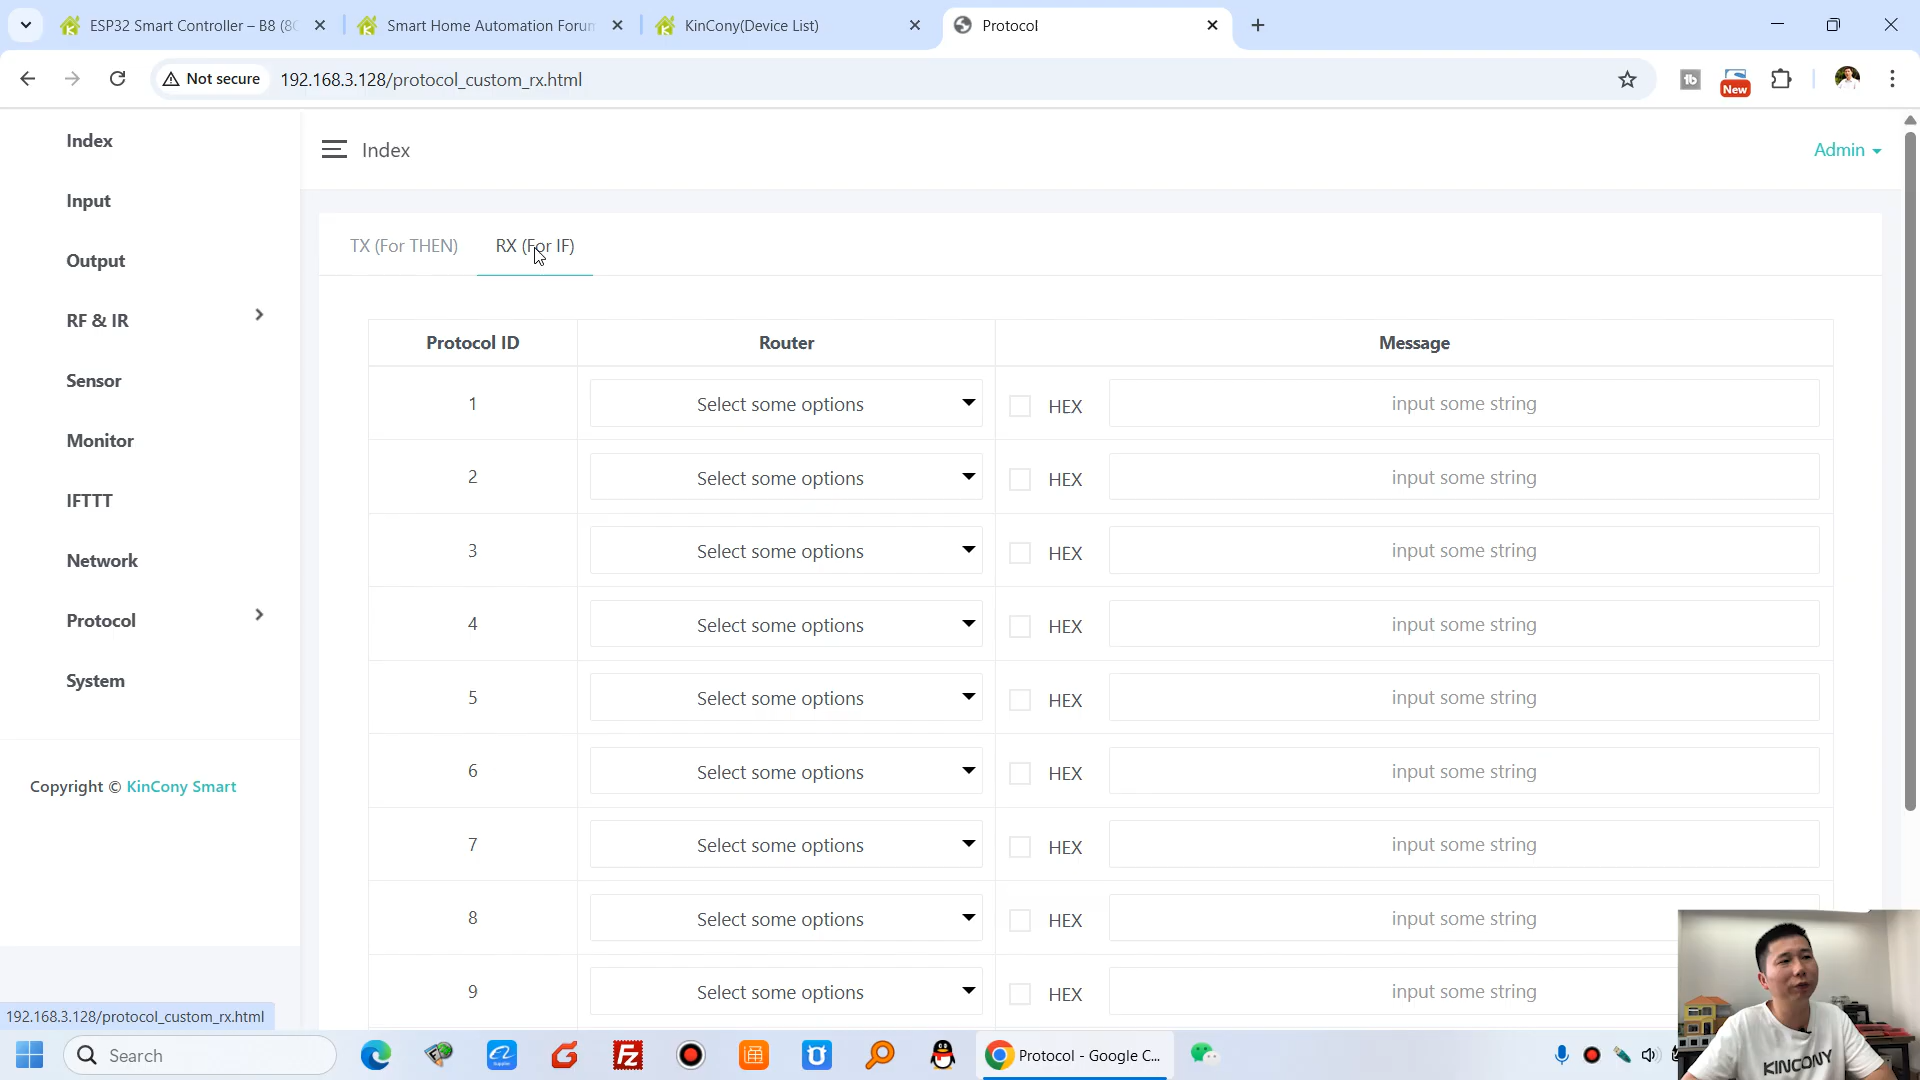 ESP32 Smart Controller – B8 (8C
Smart Home Automation Forum
KinCony(Device List)
Protocol
Not secure
192.168.3.128/protocol_custom_rx.html
New
Index
Input
Output
RF & IR
Sensor
Monitor
IFTTT
Network
Protocol
System
Copyright © KinCony Smart
Index
Admin
TX (For THEN)
RX (For IF)
Protocol ID
Router
Message
1
Select some options
HEX
input some string
2
Select some options
HEX
input some string
3
Select some options
HEX
input some string
4
Select some options
HEX
input some string
5
Select some options
HEX
input some string
6
Select some options
HEX
input some string
7
Select some options
HEX
input some string
8
Select some options
HEX
input some string
9
Select some options
HEX
input some string
192.168.3.128/protocol_custom_rx.html
Search
Protocol - Google C...
KINCONY